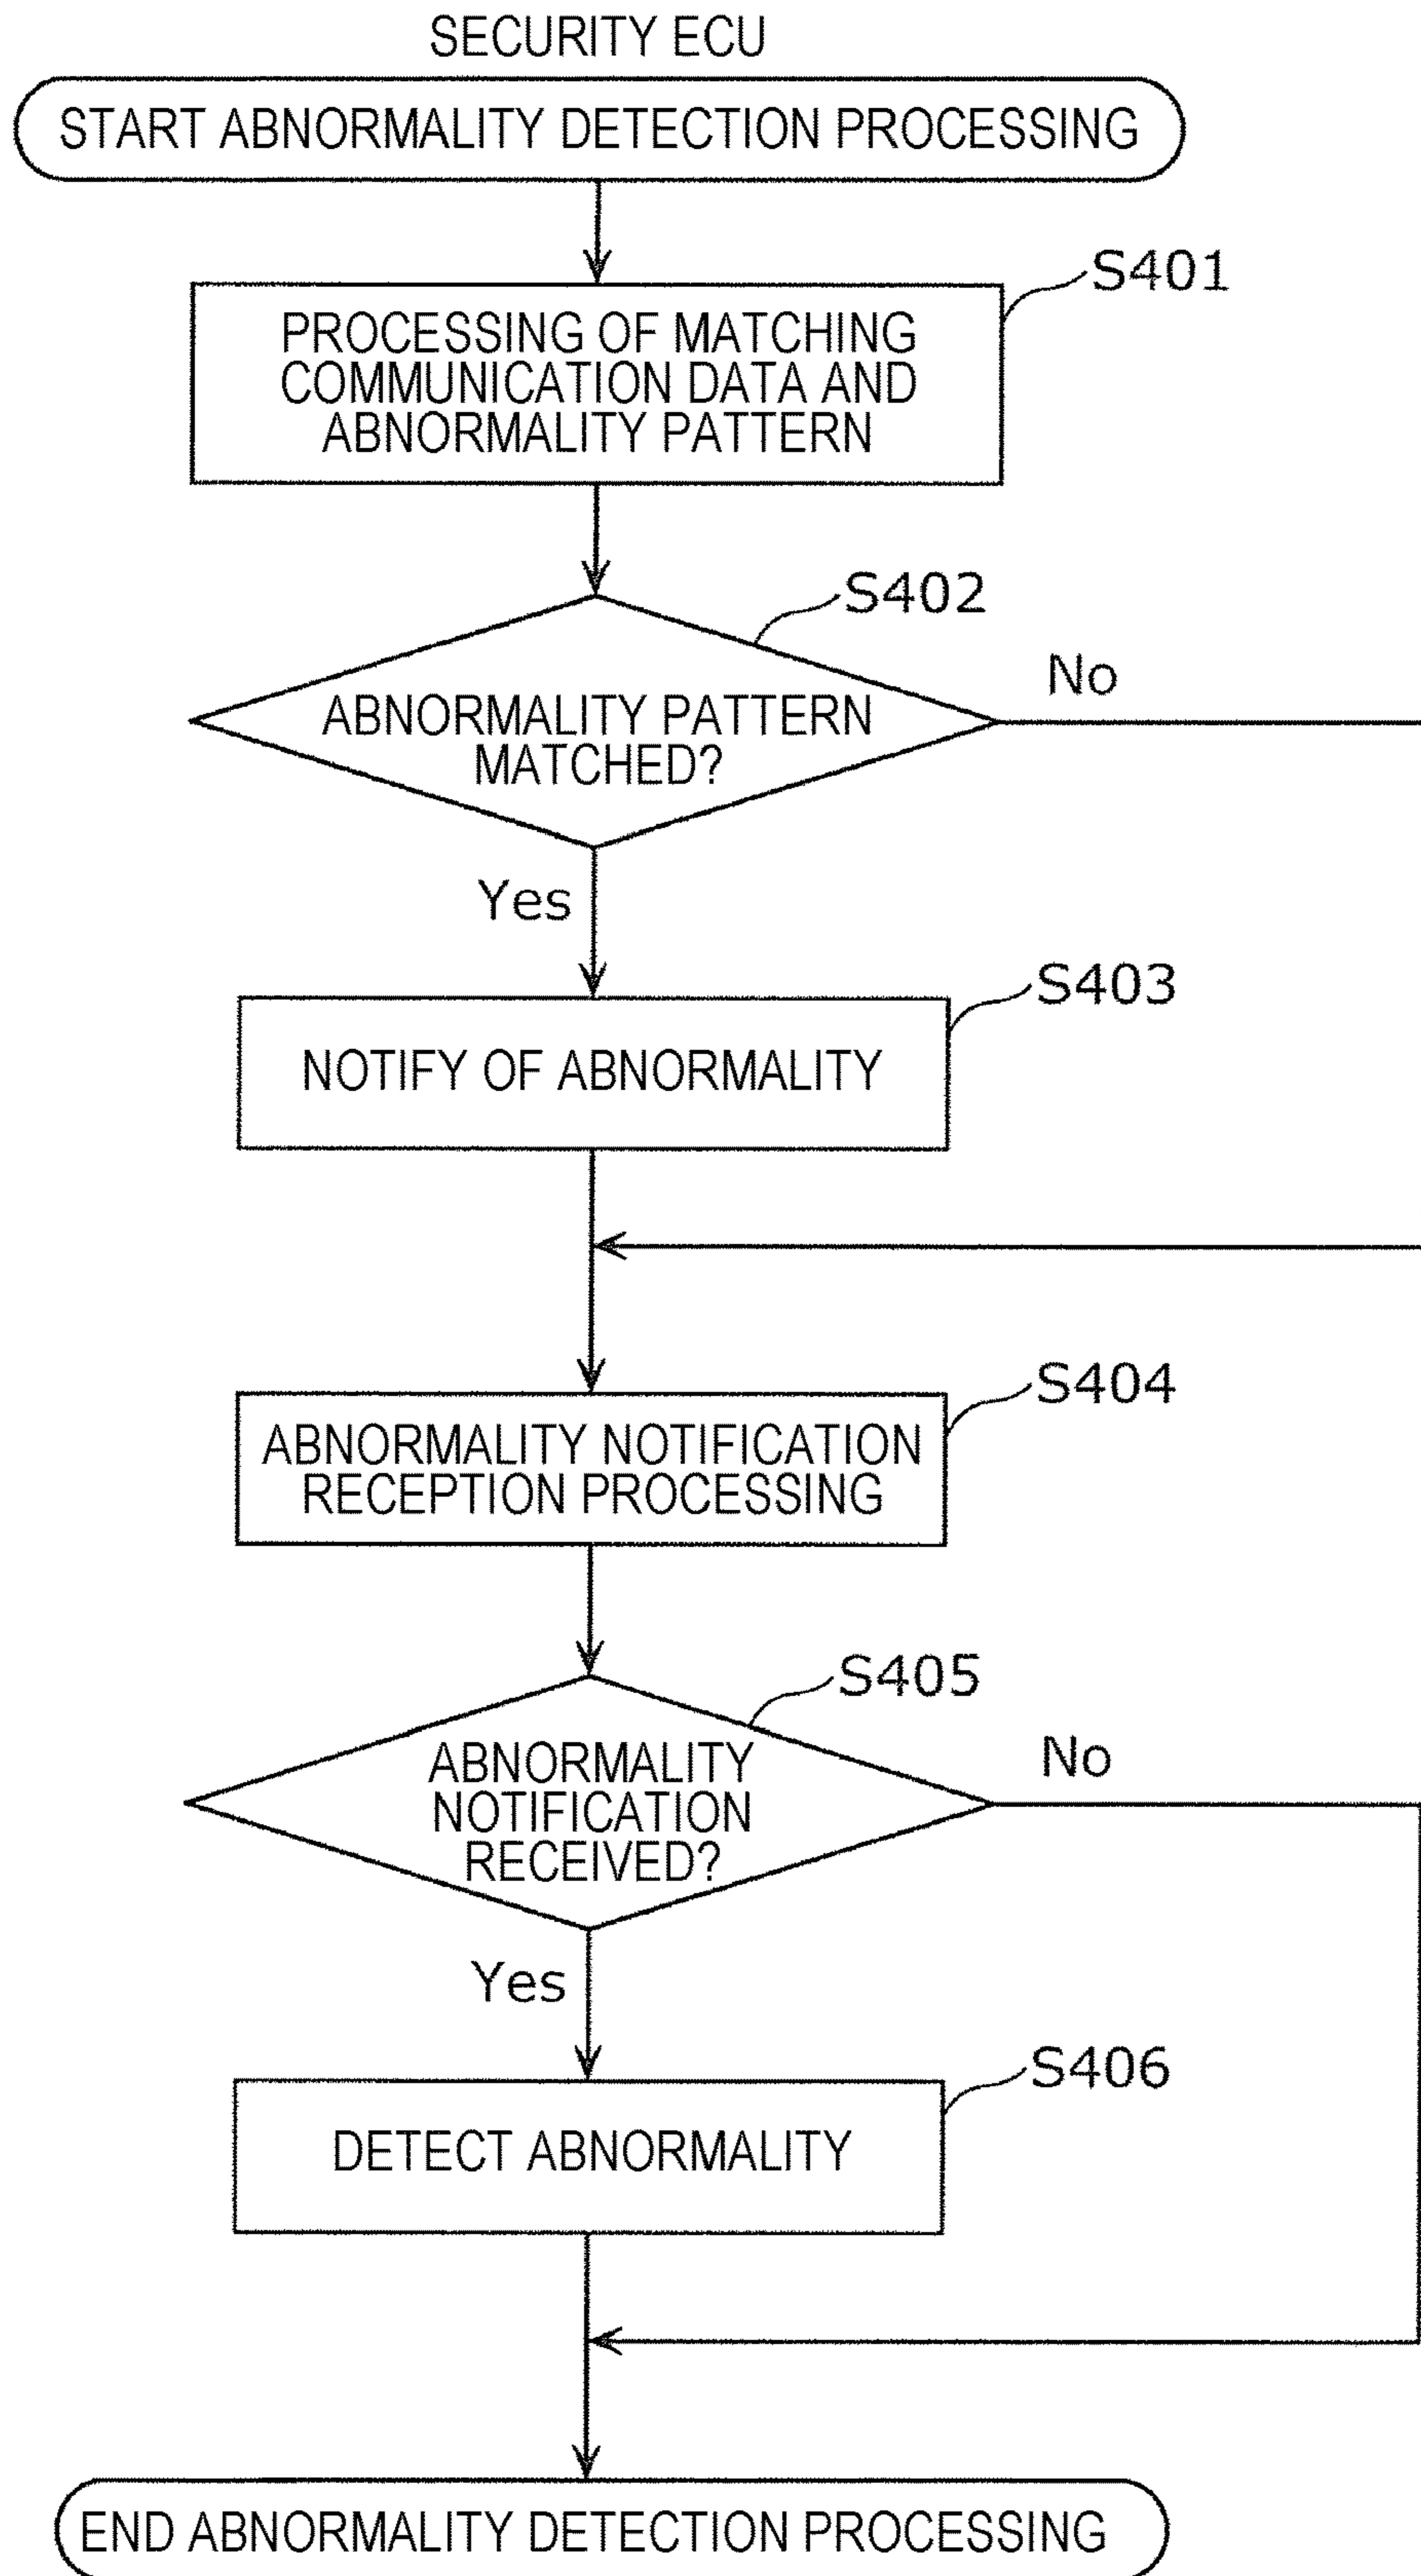 SECURITY ECU
START ABNORMALITY DETECTION PROCESSING
S401
PROCESSING OF MATCHING
COMMUNICATION DATA AND
ABNORMALITY PATTERN
S402
No
ABNORMALITY PATTERN
MATCHED?
Yes
S403
NOTIFY OF ABNORMALITY
S404
ABNORMALITY NOTIFICATION
RECEPTION PROCESSING
S405
No
ABNORMALITY
NOTIFICATION
RECEIVED?
Yes
S406
DETECT ABNORMALITY
END ABNORMALITY DETECTION PROCESSING